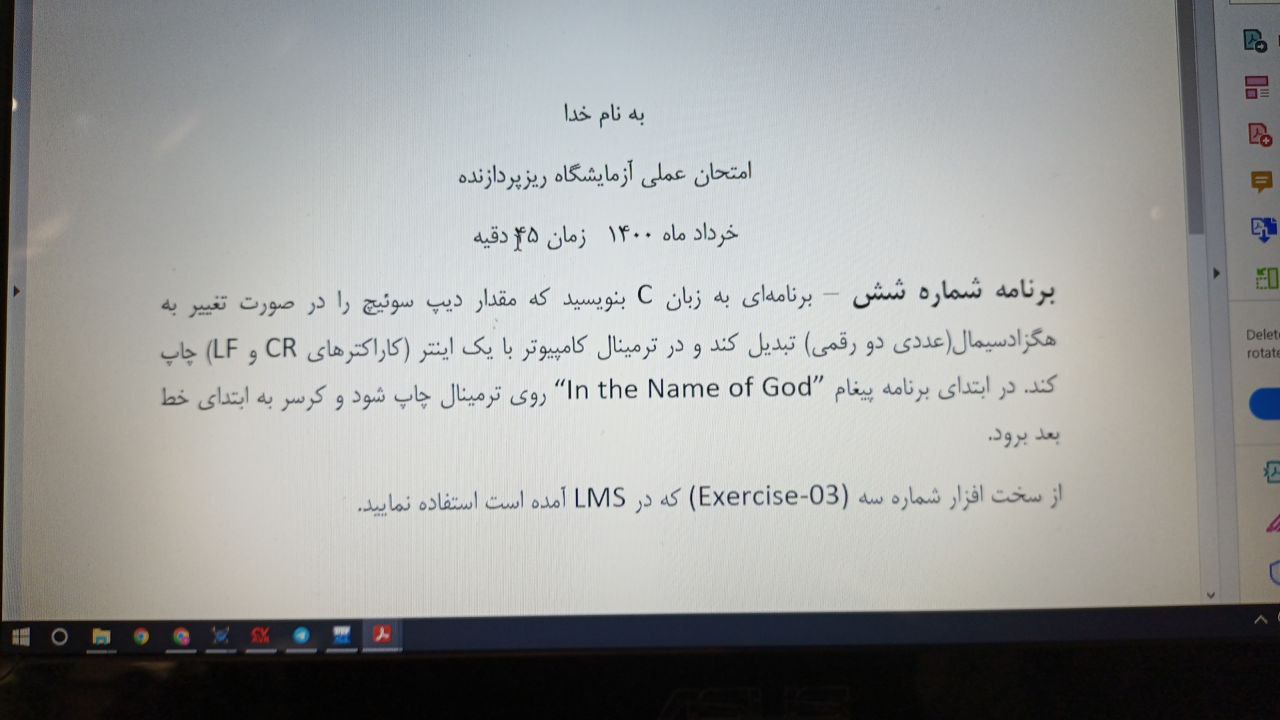 به نام خدا
امتحان عملی آزمایشگاه ریزپردازنده
خرداد ماه ۱۴۰۰ زمان ۴۵ دقیه
برنامه شماره شش – برنامه‌ای به زبان C بنویسید که مقدار دیپ سوئیچ را در صورت تغییر به
هگزادسیمال(عددی دو رقمی) تبدیل کند و در ترمینال کامپیوتر با یک اینتر (کاراکترهای CR و LF) چاپ
کند. در ابتدای برنامه پیغام “In the Name of God” روی ترمینال چاپ شود و کرسر به ابتدای خط
بعد برود.
از سخت افزار شماره سه (Exercise-03) که در LMS آمده است استفاده نمایید.
Delet
rotate